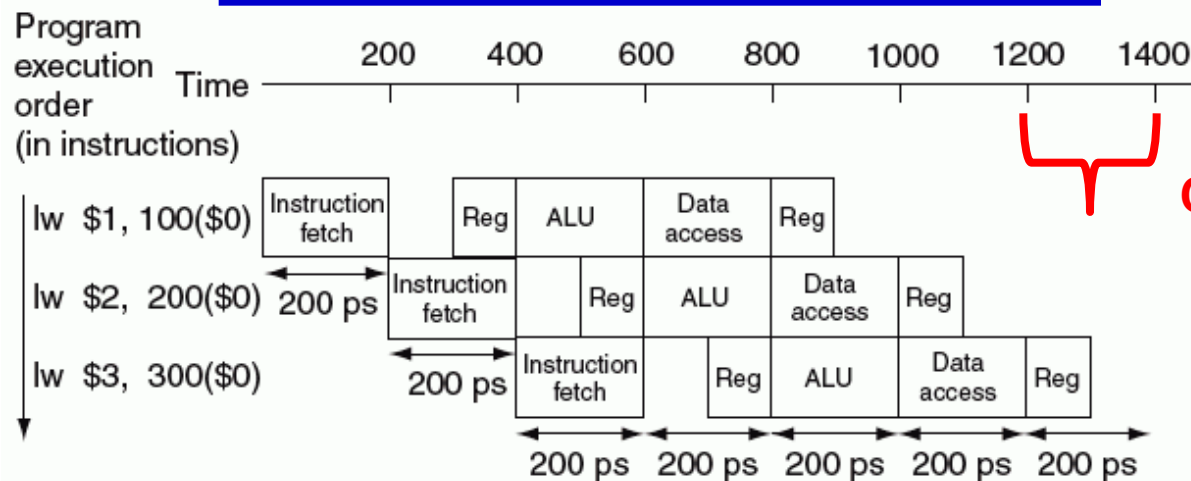 Program
execution
order
(in instructions)
Time
200 400 600 800 1000 1200 1400
lw $1, 100($0) Instruction fetch Reg ALU Data access Reg
200 ps
lw $2, 200($0) Instruction fetch Reg ALU Data access Reg
200 ps
lw $3, 300($0) Instruction fetch Reg ALU Data access Reg
200 ps 200 ps 200 ps 200 ps 200 ps